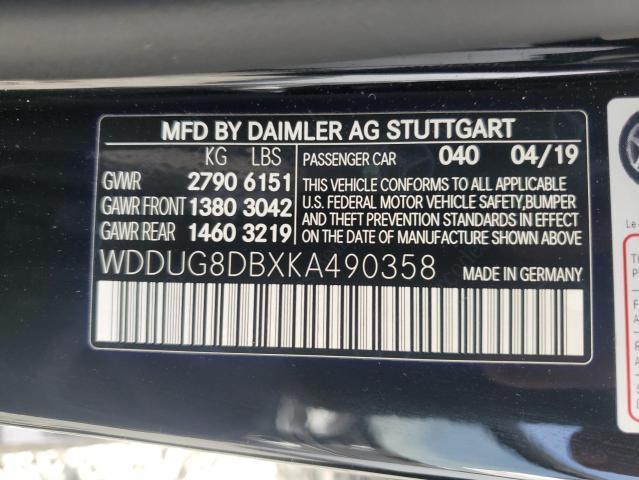 MFD BY DAIMLER AG STUTTGART
KG LBS
GVWR 2790 6151
GAWR FRONT 1380 3042
GAWR REAR 1460 3219
PASSENGER CAR 040 04/19
THIS VEHICLE CONFORMS TO ALL APPLICABLE
U.S. FEDERAL MOTOR VEHICLE SAFETY,BUMPER
AND THEFT PREVENTION STANDARDS IN EFFECT
ON DATE OF MANUFACTURE SHOWN ABOVE.
WDDUG8DBXKA490358 MADE IN GERMANY
Le